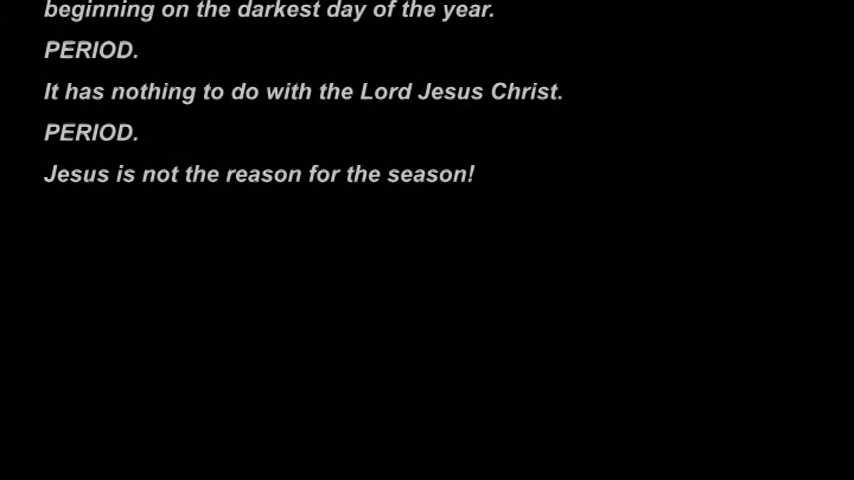 beginning on the darkest day of the year.
PERIOD.
It has nothing to do with the Lord Jesus Christ.
PERIOD.
Jesus is not the reason for the season!